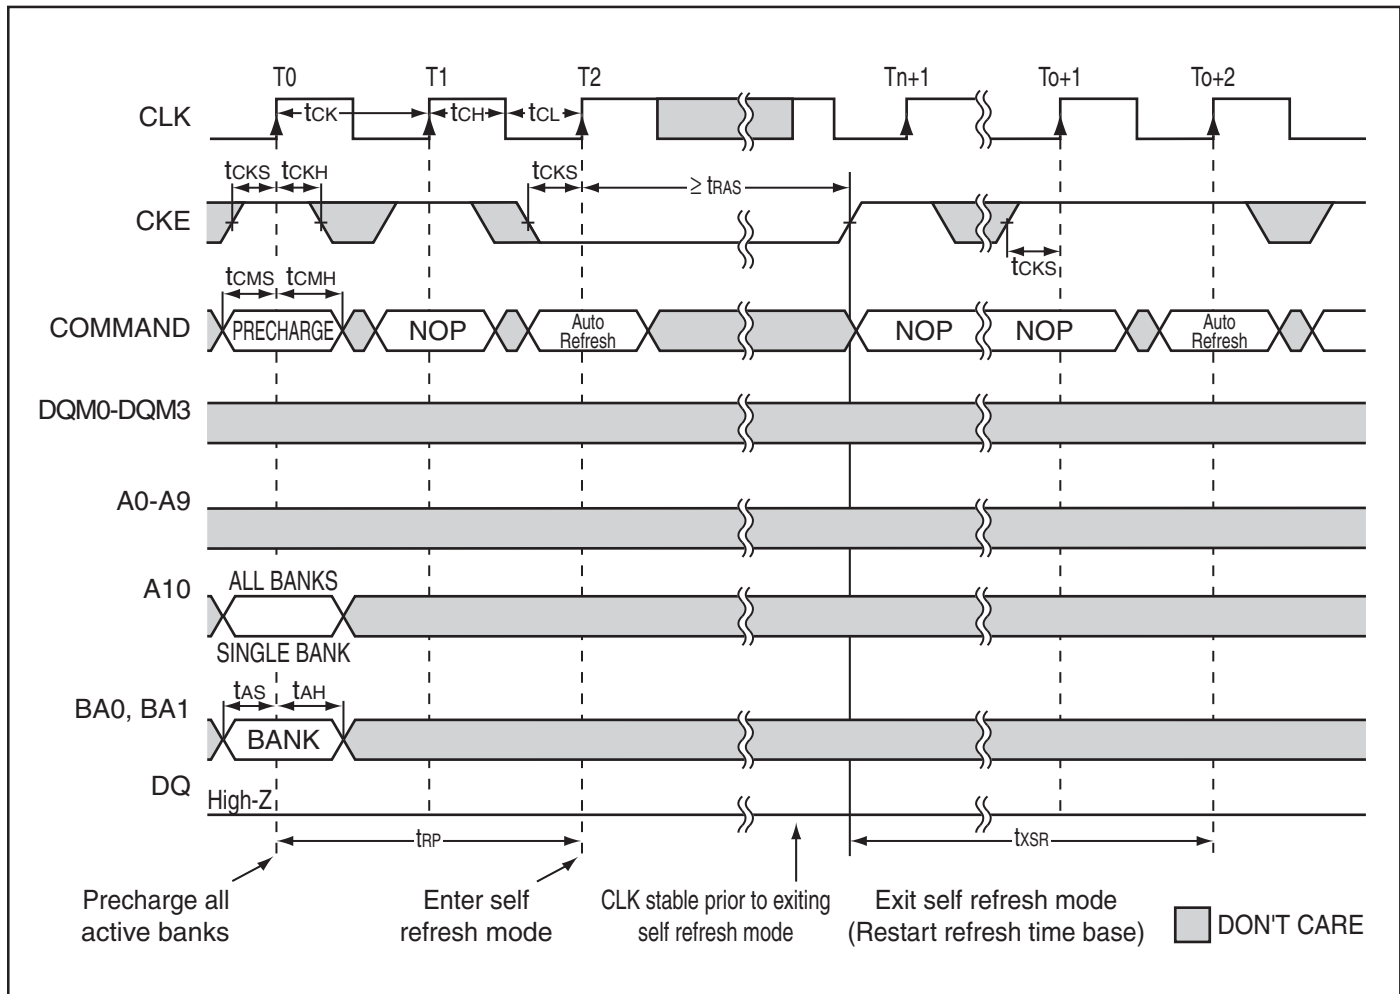 T0 T1 T2 Tn+1 To+1 To+2
CLK
tCK tCH tCL
tCKS tCKH tCKS ≥ tRAS
CKE
tCKS
tCMS tCMH
COMMAND PRECHARGE NOP Auto Refresh NOP NOP Auto Refresh
DQM0-DQM3
A0-A9
A10
ALL BANKS
SINGLE BANK
tAS tAH
BA0, BA1
BANK
DQ
High-Z
tRP tXSR
Precharge all
active banks
Enter self
refresh mode
CLK stable prior to exiting
self refresh mode
Exit self refresh mode
(Restart refresh time base)
DON'T CARE